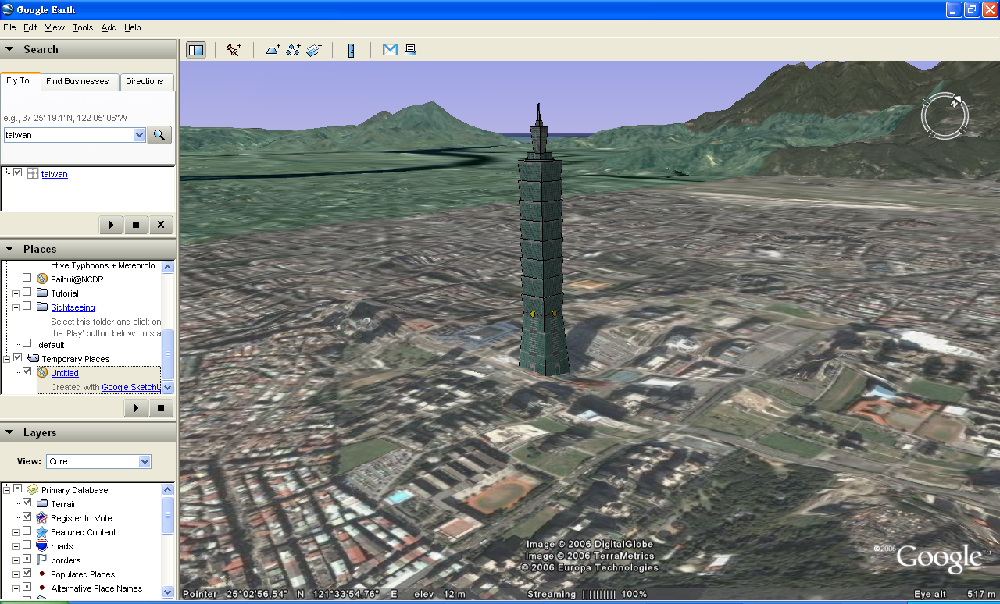 Google Earth
File Edit View Tools Add Help
Search
Fly To Find Businesses Directions
e.g., 37 25' 19.1"N, 122 05' 06"W
taiwan
taiwan
Places
ctive Typhoons + Meteorolo
Paihui@NCDR
Tutorial
Sightseeing
Select this folder and click on
the 'Play' button below, to sta
default
Temporary Places
Untitled
Created with Google SketchU
Layers
View: Core
Primary Database
Terrain
Register to Vote
Featured Content
roads
borders
Populated Places
Alternative Place Names
N
Image © 2006 DigitalGlobe
Image © 2006 TerraMetrics
© 2006 Europa Technologies
©2006 Google™
Pointer 25°02'56.54" N 121°33'54.76" E elev 12 m Streaming |||||||||| 100% Eye alt 517 m